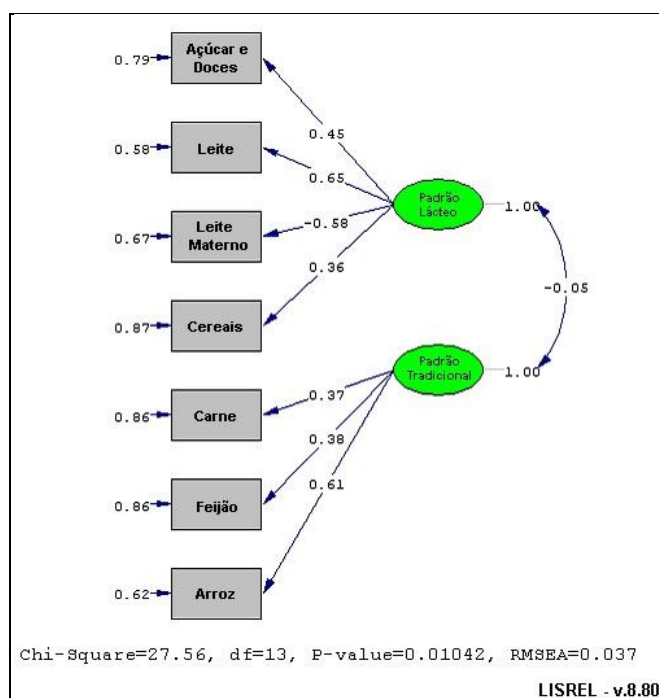 0.79
Açúcar e
Doces
0.45
0.58
Leite
0.65
Padrão
Lácteo
1.00
0.67
Leite
Materno
-0.58
0.36
-0.05
0.87
Cereais
Padrão
Tradicional
1.00
0.37
0.86
Carne
0.38
0.61
0.86
Feijão
0.62
Arroz
Chi-Square=27.56, df=13, P-value=0.01042, RMSEA=0.037
LISREL - v.8.80